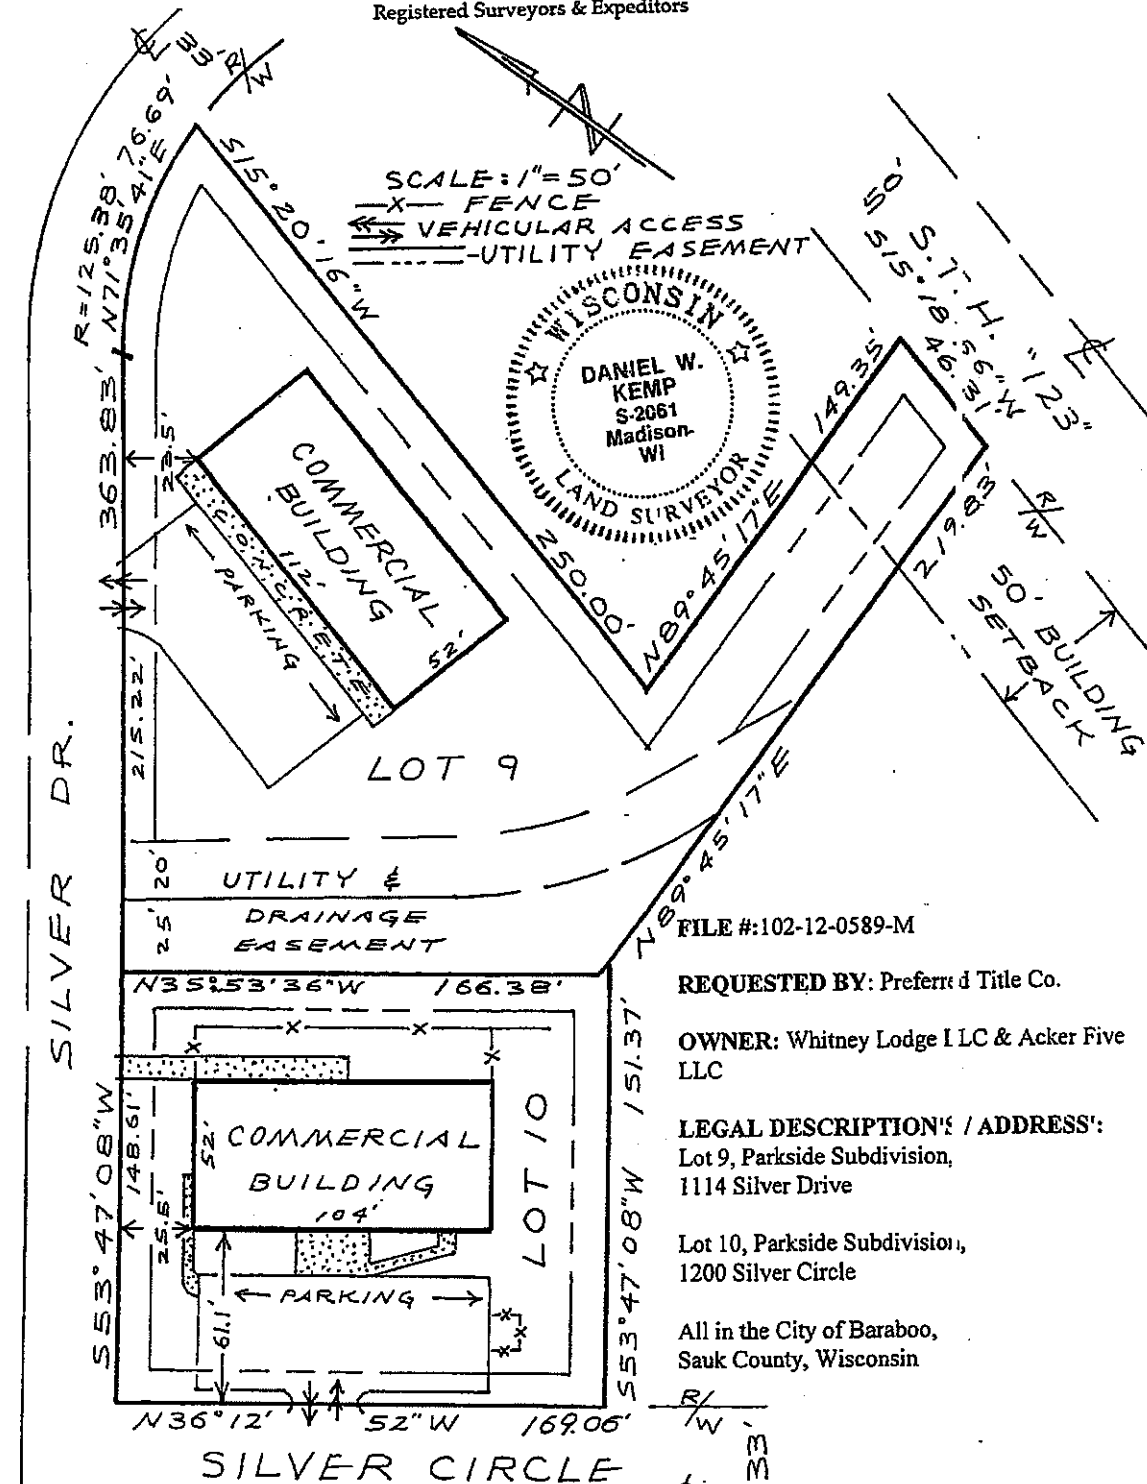 Registered Surveyors & Expeditors
℄ 33' R/W
N
SCALE: 1"=50'
—x— FENCE
VEHICULAR ACCESS
-UTILITY EASEMENT
R=125.38' 76.69'
N71°35'41"E
S15°20'16"W
250.00'
WISCONSIN
DANIEL W.
KEMP
S-2061
Madison-
WI
LAND SURVEYOR
50'
S.T.H. "123"
℄
S15°18'56"W
46.31'
149.35'
N89°45'17"E
219.83'
N89°45'17"E
R/W
50' BUILDING
SETBACK
363.83'
COMMERCIAL
BUILDING
112'
52'
CONCRETE
PARKING
215.22'
LOT 9
SILVER DR.
20'
UTILITY &
25'
DRAINAGE
EASEMENT
N35°53'36"W 166.38'
S53°47'08"W
148.61'
x x
x x
52'
COMMERCIAL
BUILDING
104'
25.5'
LOT 10
S53°47'08"W 151.37'
PARKING
61.1'
x
x
x
N36°12'52"W 169.06'
R/W
33'
SILVER CIRCLE
FILE #:102-12-0589-M
REQUESTED BY: Preferred Title Co.
OWNER: Whitney Lodge LLC & Acker Five
LLC
LEGAL DESCRIPTION'S / ADDRESS':
Lot 9, Parkside Subdivision,
1114 Silver Drive
Lot 10, Parkside Subdivision,
1200 Silver Circle
All in the City of Baraboo,
Sauk County, Wisconsin